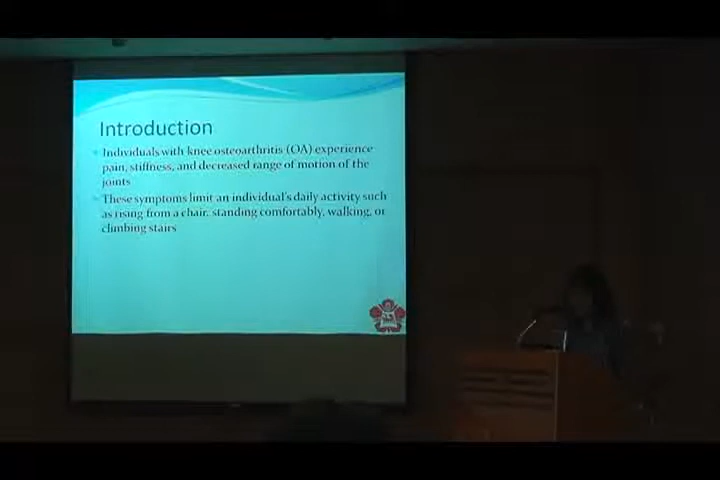 Introduction
Individuals with knee osteoarthritis (OA) experience
pain, stiffness, and decreased range of motion of the
joints
These symptoms limit an individual's daily activity such
as rising from a chair, standing comfortably, walking, or
climbing stairs